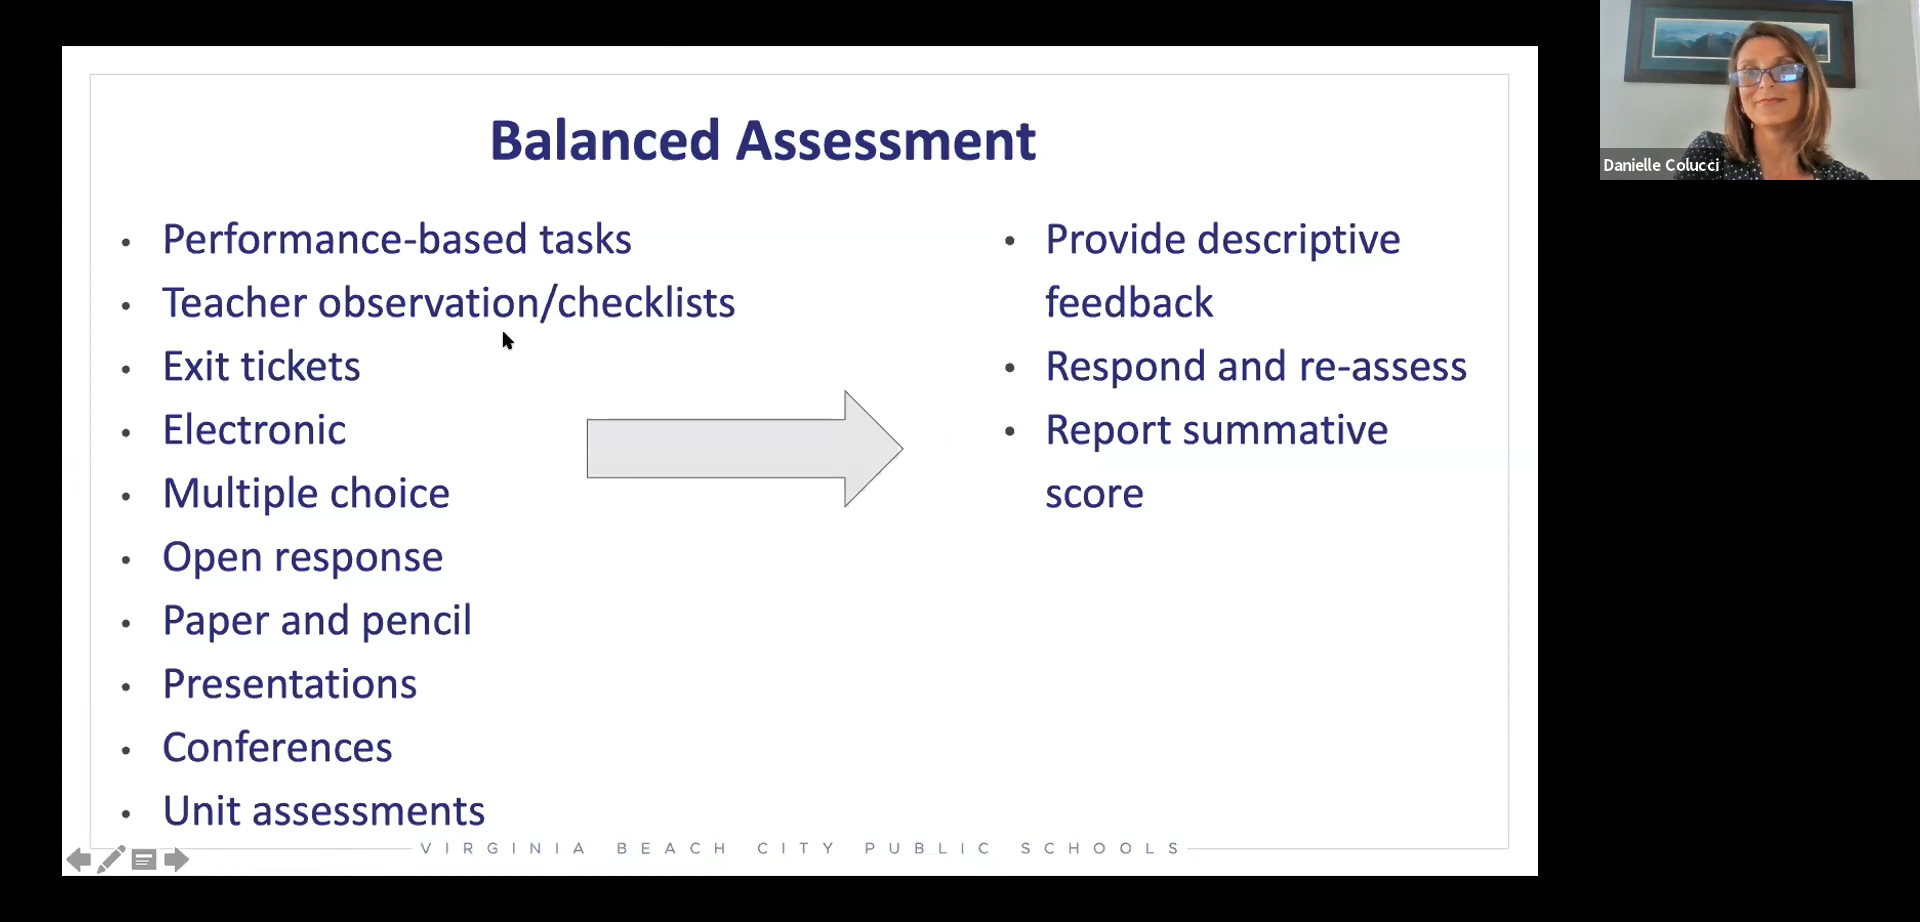 Balanced Assessment
• Performance-based tasks
• Teacher observation/checklists
• Exit tickets
• Electronic
• Multiple choice
• Open response
• Paper and pencil
• Presentations
• Conferences
• Unit assessments
• Provide descriptive
feedback
• Respond and re-assess
• Report summative
score
VIRGINIA BEACH CITY PUBLIC SCHOOLS
Danielle Colucci